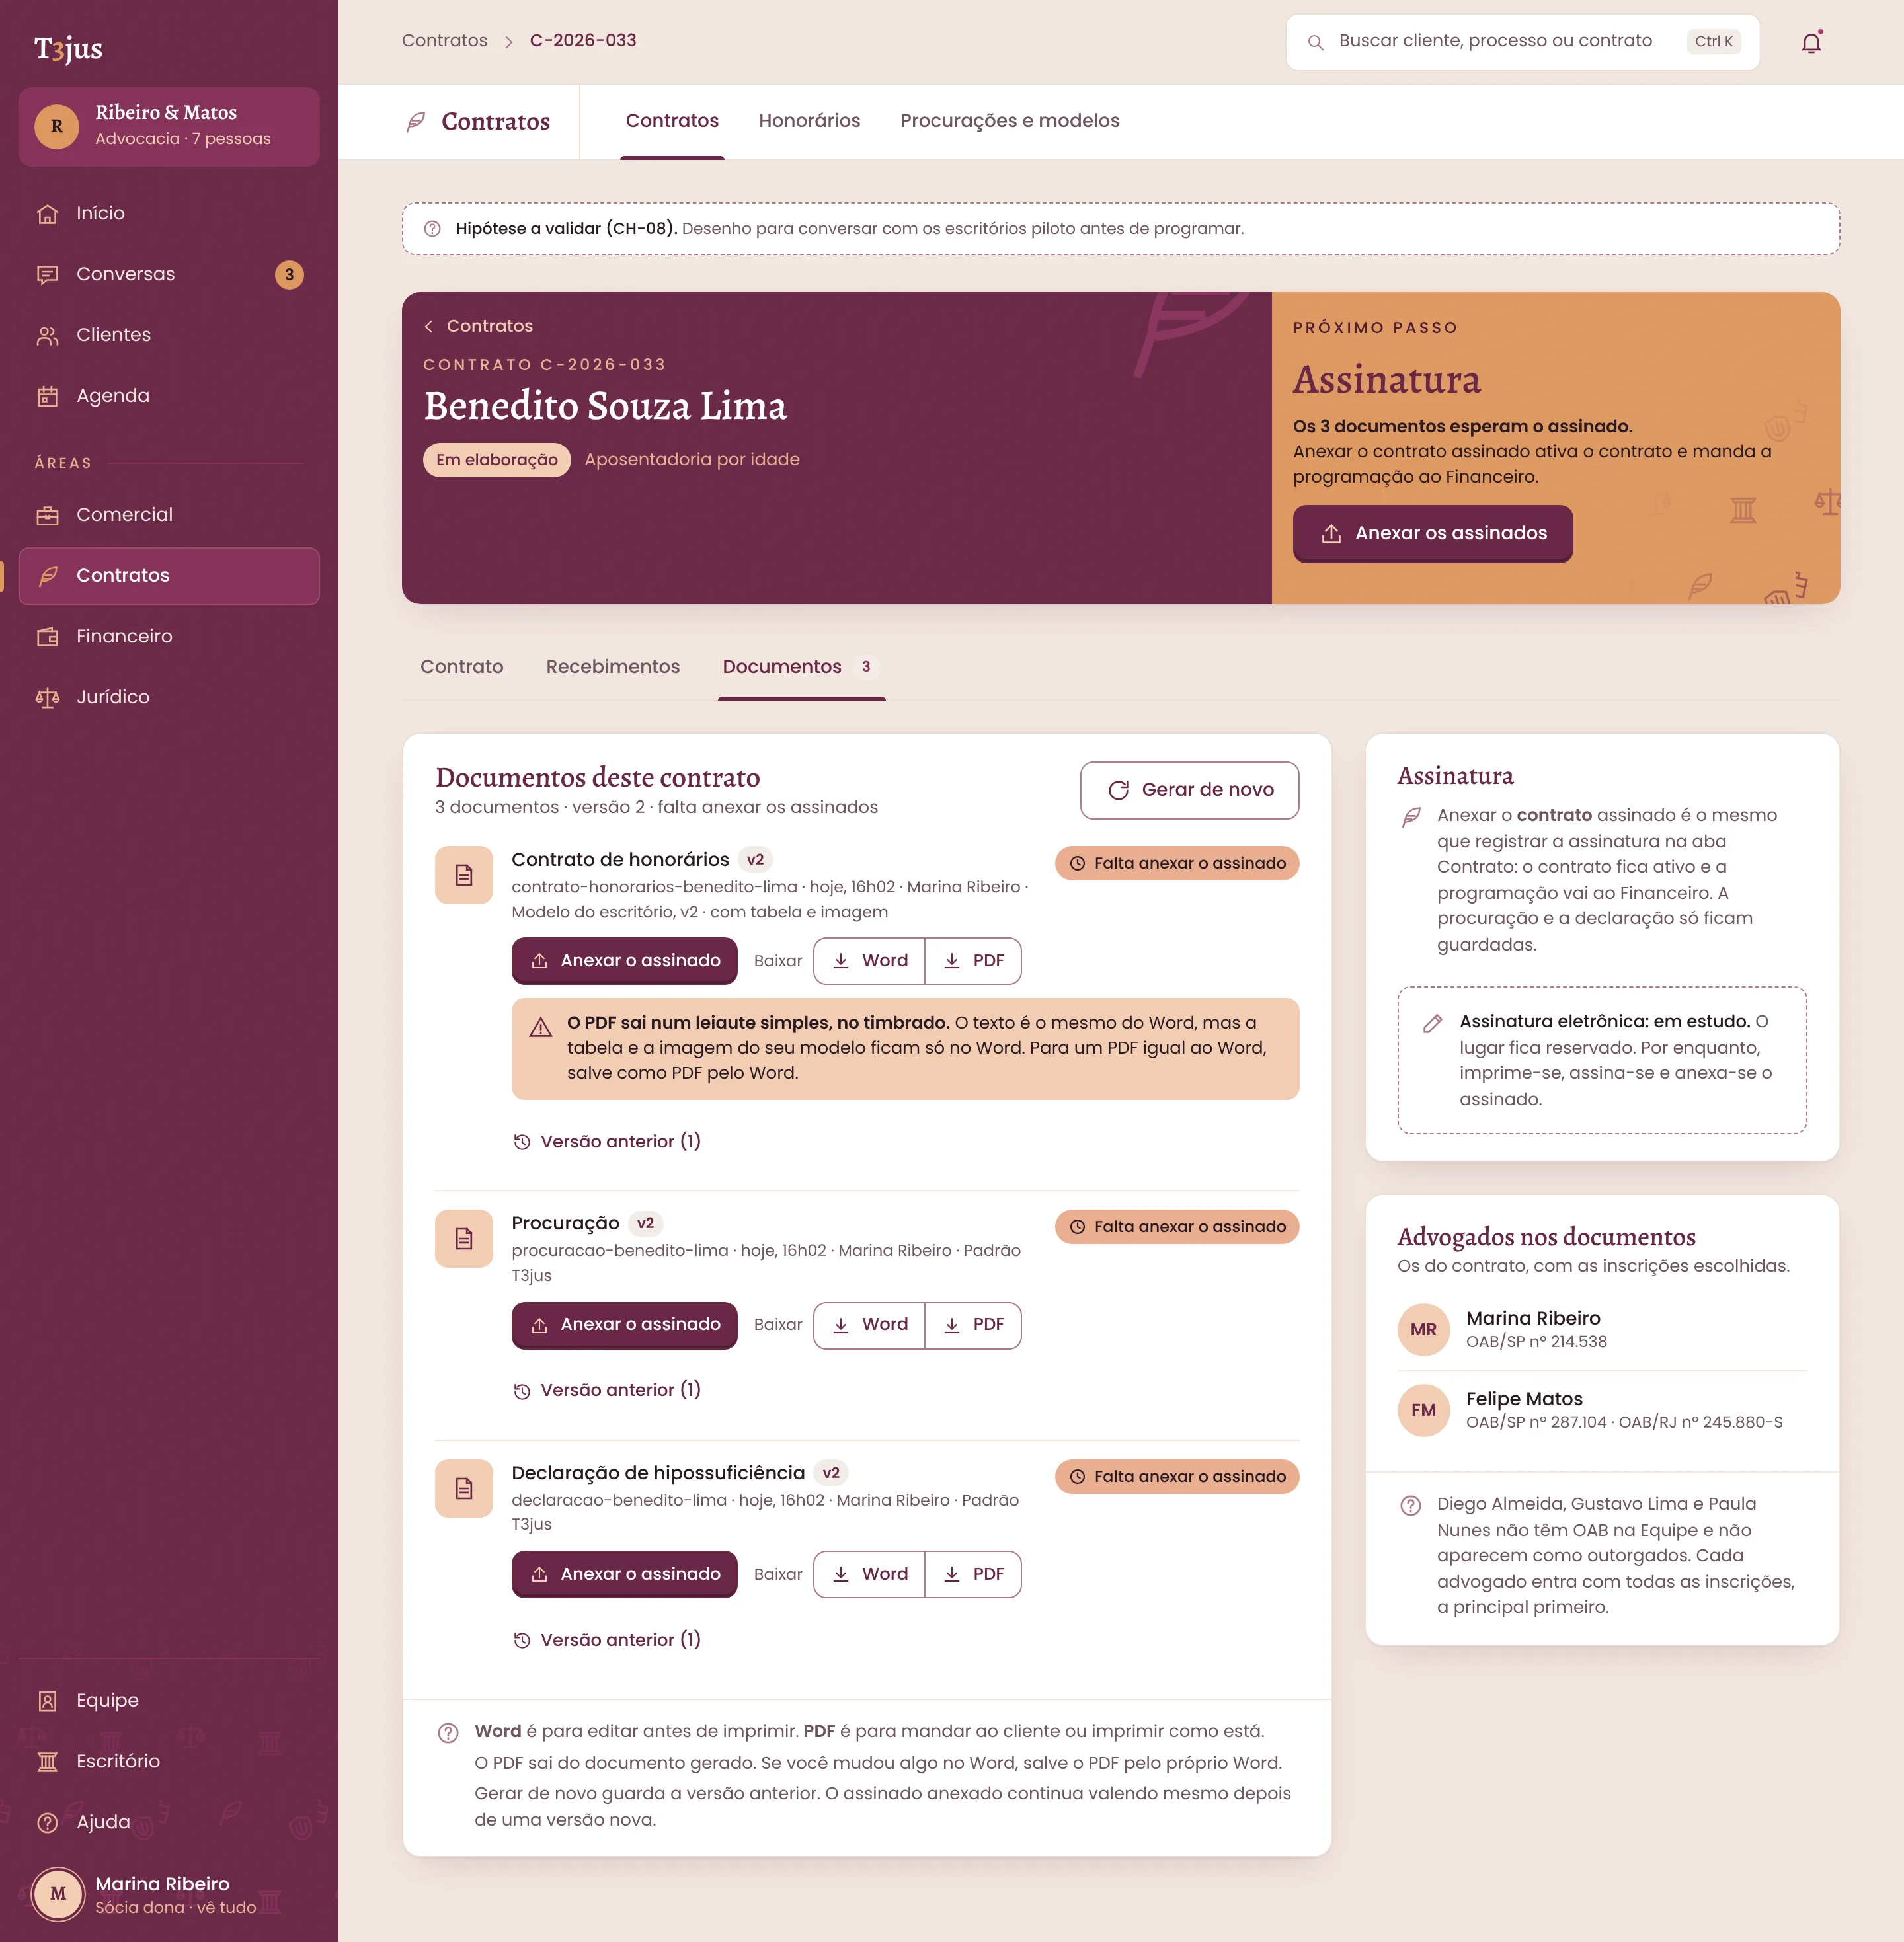 T3jus
R
Ribeiro & Matos
Advocacia · 7 pessoas
Início
Conversas
3
Clientes
Agenda
ÁREAS
Comercial
Contratos
Financeiro
Jurídico
Equipe
Escritório
Ajuda
M
Marina Ribeiro
Sócia dona · vê tudo
Contratos
C-2026-033
Buscar cliente, processo ou contrato
Ctrl K
Contratos
Contratos
Honorários
Procurações e modelos
Hipótese a validar (CH-08). Desenho para conversar com os escritórios piloto antes de programar.
Contratos
CONTRATO C-2026-033
Benedito Souza Lima
Em elaboração
Aposentadoria por idade
PRÓXIMO PASSO
Assinatura
Os 3 documentos esperam o assinado.
Anexar o contrato assinado ativa o contrato e manda a
programação ao Financeiro.
Anexar os assinados
Contrato
Recebimentos
Documentos
3
Documentos deste contrato
3 documentos · versão 2 · falta anexar os assinados
Gerar de novo
Contrato de honorários
v2
Falta anexar o assinado
contrato-honorarios-benedito-lima · hoje, 16h02 · Marina Ribeiro ·
Modelo do escritório, v2 · com tabela e imagem
Anexar o assinado
Baixar
Word
PDF
O PDF sai num leiaute simples, no timbrado. O texto é o mesmo do Word, mas a
tabela e a imagem do seu modelo ficam só no Word. Para um PDF igual ao Word,
salve como PDF pelo Word.
Versão anterior (1)
Procuração
v2
Falta anexar o assinado
procuracao-benedito-lima · hoje, 16h02 · Marina Ribeiro · Padrão
T3jus
Anexar o assinado
Baixar
Word
PDF
Versão anterior (1)
Declaração de hipossuficiência
v2
Falta anexar o assinado
declaracao-benedito-lima · hoje, 16h02 · Marina Ribeiro · Padrão
T3jus
Anexar o assinado
Baixar
Word
PDF
Versão anterior (1)
Word é para editar antes de imprimir. PDF é para mandar ao cliente ou imprimir como está.
O PDF sai do documento gerado. Se você mudou algo no Word, salve o PDF pelo próprio Word.
Gerar de novo guarda a versão anterior. O assinado anexado continua valendo mesmo depois
de uma versão nova.
Assinatura
Anexar o contrato assinado é o mesmo
que registrar a assinatura na aba
Contrato: o contrato fica ativo e a
programação vai ao Financeiro. A
procuração e a declaração só ficam
guardadas.
Assinatura eletrônica: em estudo. O
lugar fica reservado. Por enquanto,
imprime-se, assina-se e anexa-se o
assinado.
Advogados nos documentos
Os do contrato, com as inscrições escolhidas.
MR
Marina Ribeiro
OAB/SP nº 214.538
FM
Felipe Matos
OAB/SP nº 287.104 · OAB/RJ nº 245.880-S
Diego Almeida, Gustavo Lima e Paula
Nunes não têm OAB na Equipe e não
aparecem como outorgados. Cada
advogado entra com todas as inscrições,
a principal primeiro.